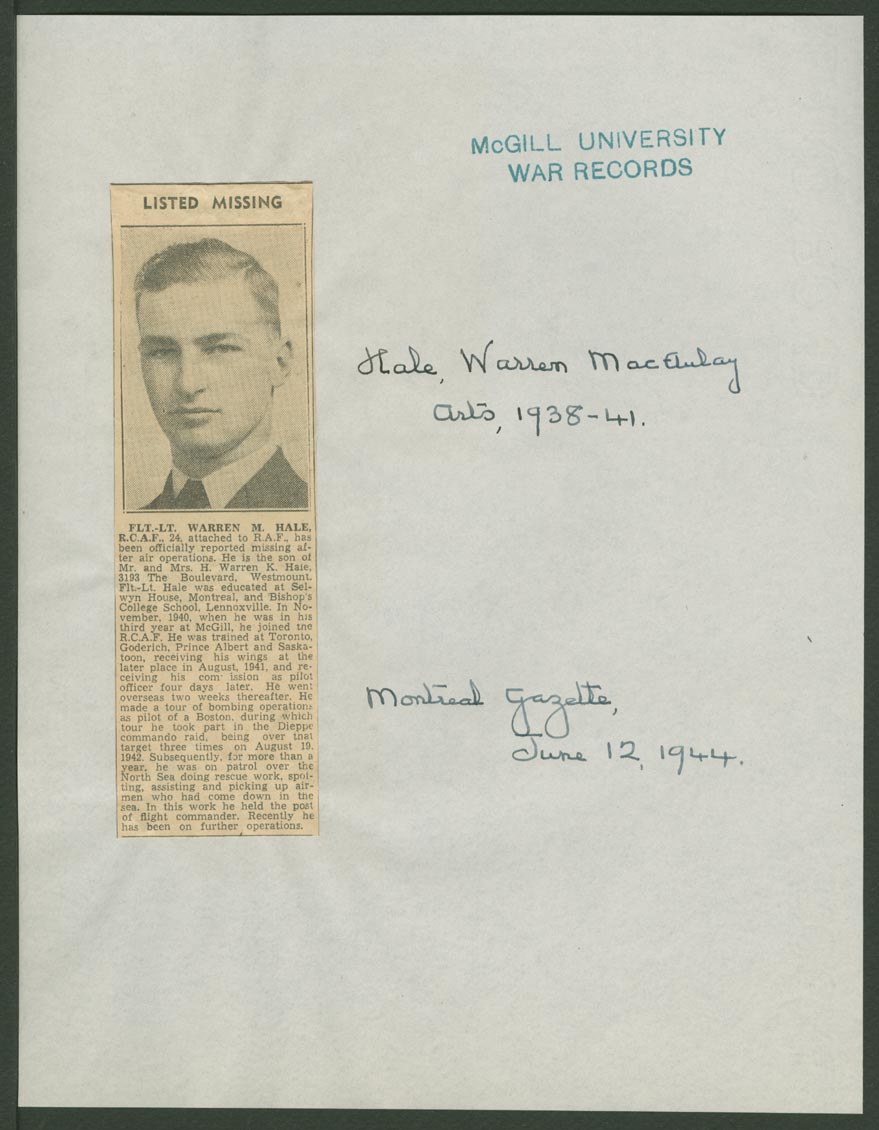 McGILL UNIVERSITY
WAR RECORDS
LISTED MISSING
FLT.-LT. WARREN M. HALE,
R.C.A.F., 24, attached to R.A.F., has
been officially reported missing af-
ter air operations. He is the son of
Mr. and Mrs. H. Warren K. Hale,
3193 The Boulevard, Westmount.
Flt.-Lt. Hale was educated at Sel-
wyn House, Montreal, and Bishop's
College School, Lennoxville. In No-
vember, 1940, when he was in his
third year at McGill, he joined the
R.C.A.F. He was trained at Toronto,
Goderich, Prince Albert and Saska-
toon, receiving his wings at the
later place in August, 1941, and re-
ceiving his com ission as pilot
officer four days later. He went
overseas two weeks thereafter. He
made a tour of bombing operations
as pilot of a Boston, during which
tour he took part in the Dieppe
commando raid, being over that
target three times on August 19,
1942. Subsequently, for more than a
year, he was on patrol over the
North Sea doing rescue work, spot-
ting, assisting and picking up air-
men who had come down in the
sea. In this work he held the post
of flight commander. Recently he
has been on further operations.
Hale, Warren MacAulay
Arts, 1938-41.
Montreal Gazette,
June 12, 1944.